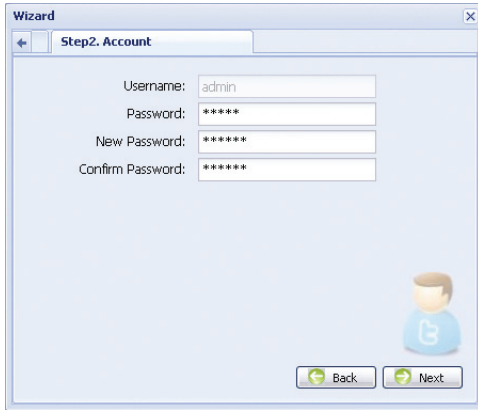 Wizard
Step2. Account
Username: admin
Password: *****
New Password: ******
Confirm Password: ******
Back Next